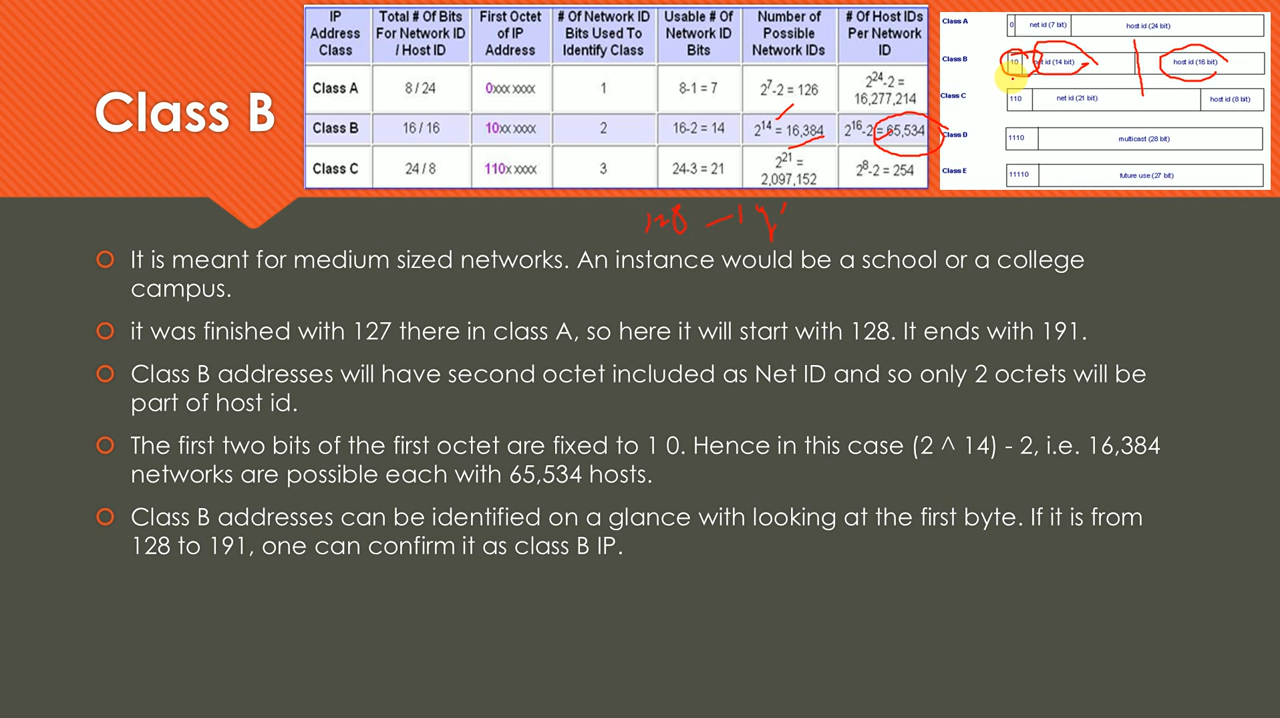 Class B
IP Address Class | Total # Of Bits For Network ID / Host ID | First Octet of IP Address | # Of Network ID Bits Used To Identify Class | Usable # Of Network ID Bits | Number of Possible Network IDs | # Of Host IDs Per Network ID
Class A | 8 / 24 | 0xxx xxxx | 1 | 8-1 = 7 | 2^7-2 = 126 | 2^24-2 = 16,277,214
Class B | 16 / 16 | 10xx xxxx | 2 | 16-2 = 14 | 2^14 = 16,384 | 2^16-2 = 65,534
Class C | 24 / 8 | 110x xxxx | 3 | 24-3 = 21 | 2^21 = 2,097,152 | 2^8-2 = 254
Class A 0 net id (7 bit) host id (24 bit)
Class B 10 id (14 bit) host id (16 bit)
Class C 110 net id (21 bit) host id (8 bit)
Class D 1110 multicast (28 bit)
Class E 11110 future use (27 bit)
128
It is meant for medium sized networks. An instance would be a school or a college
campus.
it was finished with 127 there in class A, so here it will start with 128. It ends with 191.
Class B addresses will have second octet included as Net ID and so only 2 octets will be
part of host id.
The first two bits of the first octet are fixed to 1 0. Hence in this case (2 ^ 14) - 2, i.e. 16,384
networks are possible each with 65,534 hosts.
Class B addresses can be identified on a glance with looking at the first byte. If it is from
128 to 191, one can confirm it as class B IP.